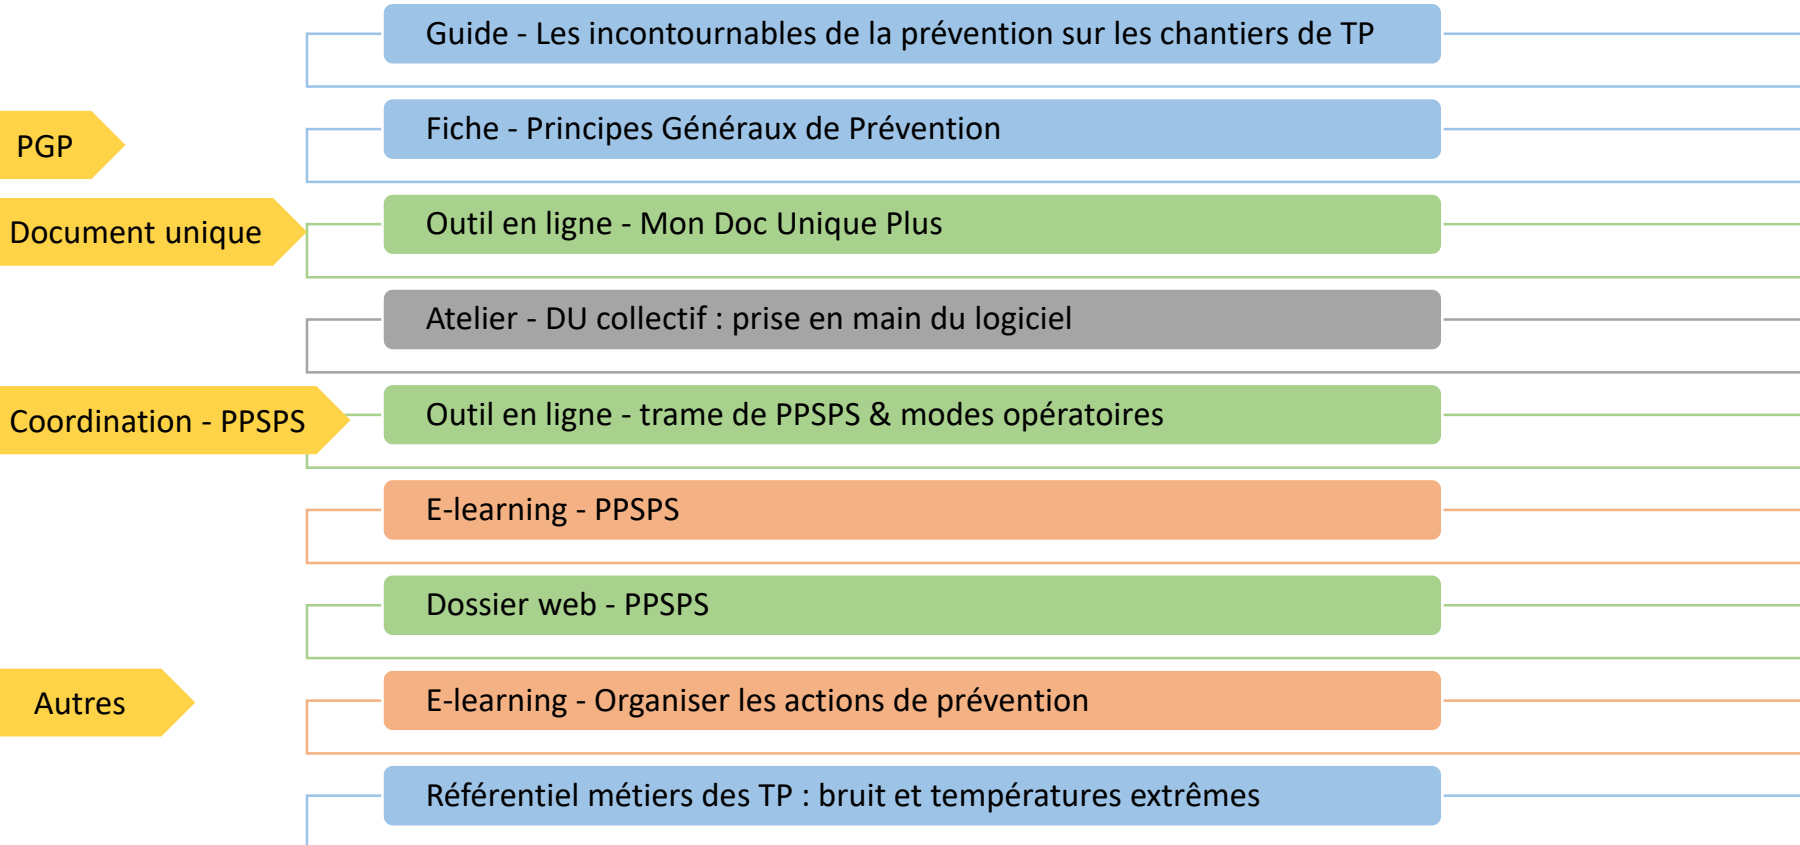 Guide - Les incontournables de la prévention sur les chantiers de TP
PGP
Fiche - Principes Généraux de Prévention
Document unique
Outil en ligne - Mon Doc Unique Plus
Atelier - DU collectif : prise en main du logiciel
Coordination - PPSPS
Outil en ligne - trame de PPSPS & modes opératoires
E-learning - PPSPS
Dossier web - PPSPS
Autres
E-learning - Organiser les actions de prévention
Référentiel métiers des TP : bruit et températures extrêmes